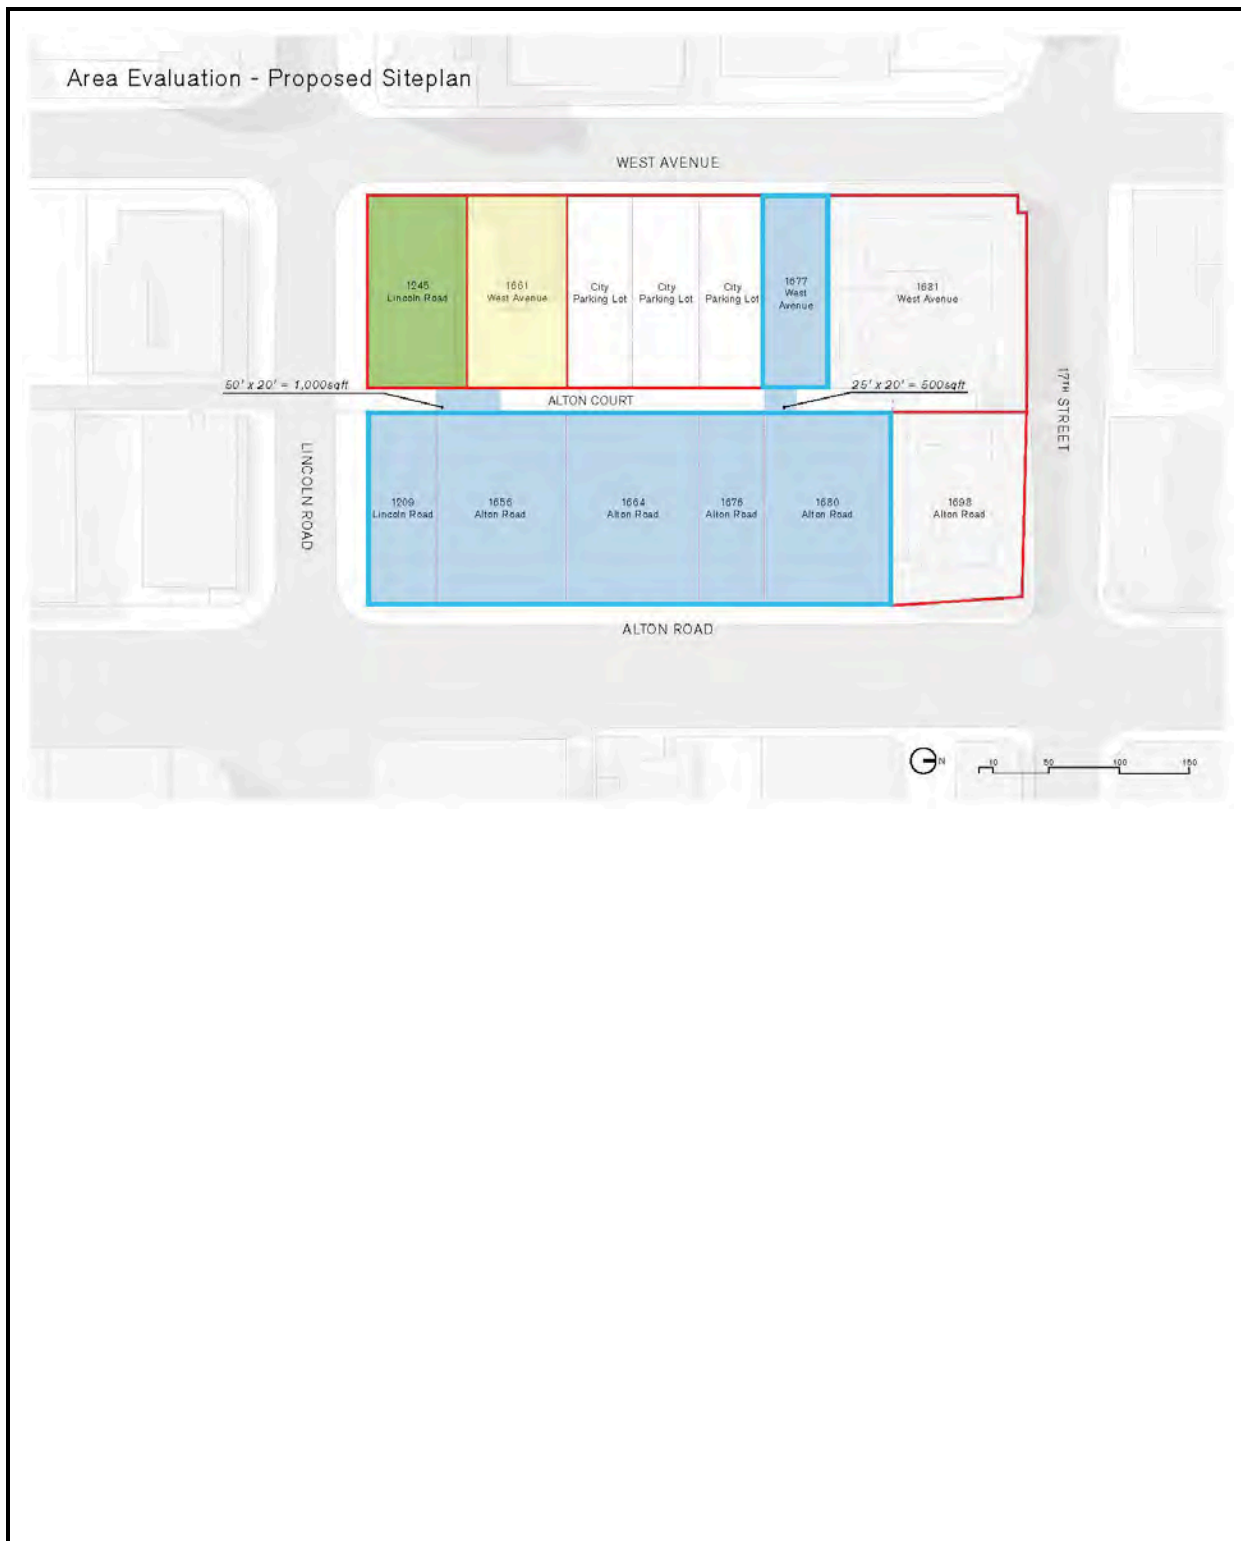 Area Evaluation - Proposed Siteplan
WEST AVENUE
1245
Lincoln Road
1661
West Avenue
City
Parking Lot
City
Parking Lot
City
Parking Lot
1677
West
Avenue
1681
West Avenue
50' x 20' = 1,000sqft
ALTON COURT
25' x 20' = 500sqft
LINCOLN ROAD
17TH STREET
1209
Lincoln Road
1656
Alton Road
1664
Alton Road
1676
Alton Road
1680
Alton Road
1698
Alton Road
ALTON ROAD
N
10 50 100 150